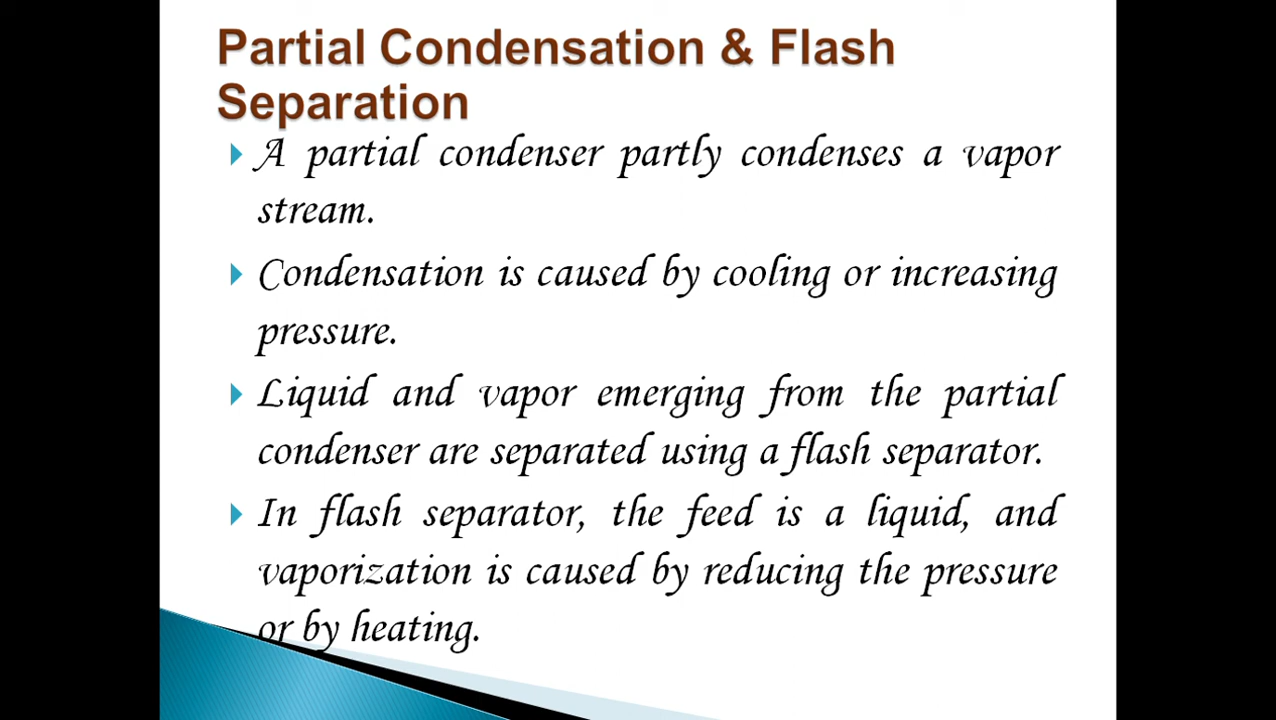 Partial Condensation & Flash
Separation
A partial condenser partly condenses a vapor
stream.
Condensation is caused by cooling or increasing
pressure.
Liquid and vapor emerging from the partial
condenser are separated using a flash separator.
In flash separator, the feed is a liquid, and
vaporization is caused by reducing the pressure
or by heating.